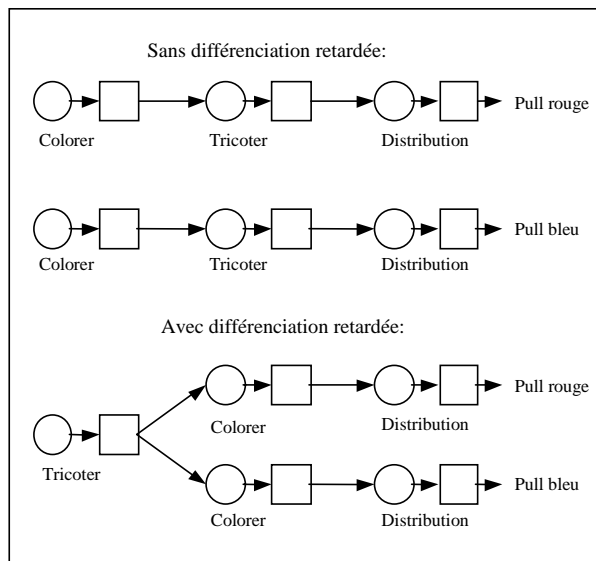 Sans différenciation retardée:
Pull rouge
Colorer Tricoter Distribution
Pull bleu
Colorer Tricoter Distribution
Avec différenciation retardée:
Pull rouge
Colorer Distribution
Tricoter
Pull bleu
Colorer Distribution